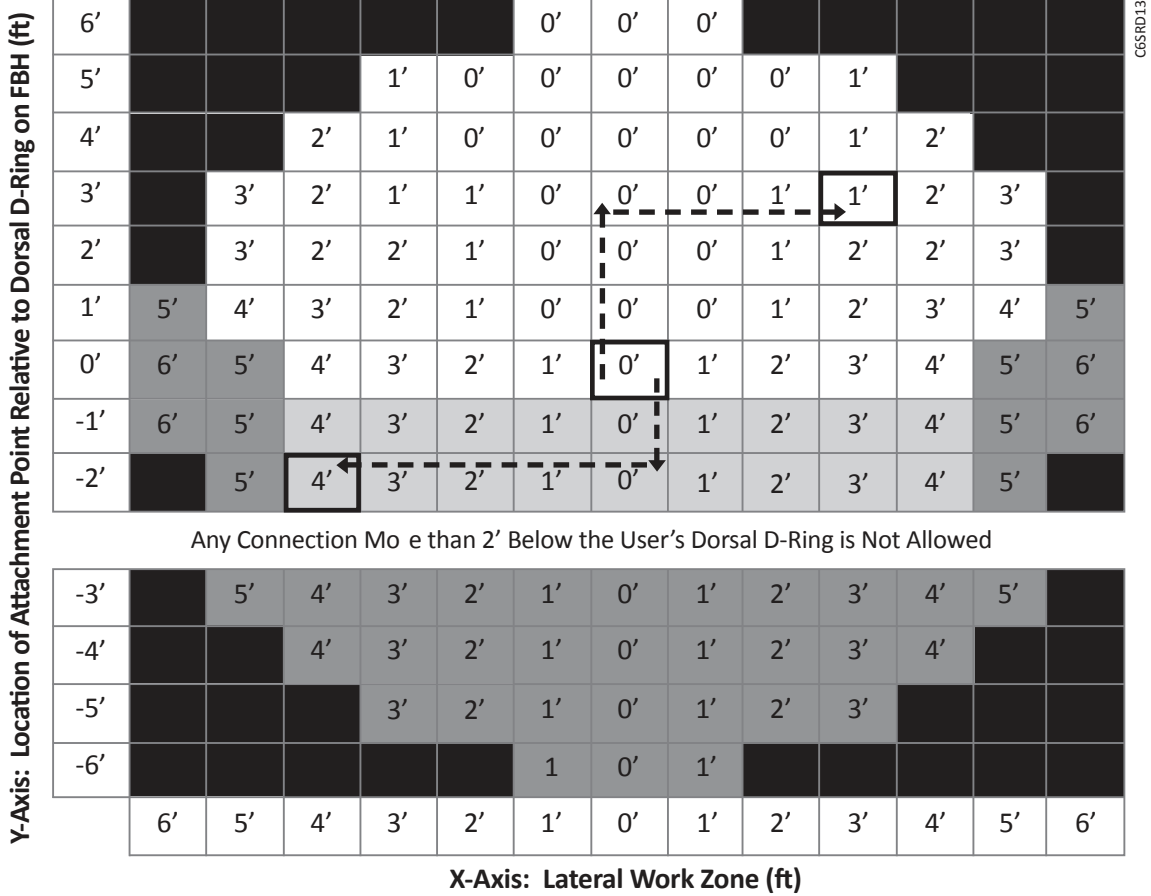 C6SRD13
Y-Axis: Location of Attachment Point Relative to Dorsal D-Ring on FBH (ft)
6’ 0’ 0’ 0’
5’ 1’ 0’ 0’ 0’ 0’ 0’ 1’
4’ 2’ 1’ 0’ 0’ 0’ 0’ 0’ 1’ 2’
3’ 3’ 2’ 1’ 1’ 0’ 0’ 0’ 1’ 1’ 2’ 3’
2’ 3’ 2’ 2’ 1’ 0’ 0’ 0’ 1’ 2’ 2’ 3’
1’ 5’ 4’ 3’ 2’ 1’ 0’ 0’ 0’ 1’ 2’ 3’ 4’ 5’
0’ 6’ 5’ 4’ 3’ 2’ 1’ 0’ 1’ 2’ 3’ 4’ 5’ 6’
-1’ 6’ 5’ 4’ 3’ 2’ 1’ 0’ 1’ 2’ 3’ 4’ 5’ 6’
-2’ 5’ 4’ 3’ 2’ 1’ 0’ 1’ 2’ 3’ 4’ 5’
Any Connection Mo e than 2’ Below the User’s Dorsal D-Ring is Not Allowed
-3’ 5’ 4’ 3’ 2’ 1’ 0’ 1’ 2’ 3’ 4’ 5’
-4’ 4’ 3’ 2’ 1’ 0’ 1’ 2’ 3’ 4’
-5’ 3’ 2’ 1’ 0’ 1’ 2’ 3’
-6’ 1 0’ 1’
6’ 5’ 4’ 3’ 2’ 1’ 0’ 1’ 2’ 3’ 4’ 5’ 6’
X-Axis: Lateral Work Zone (ft)